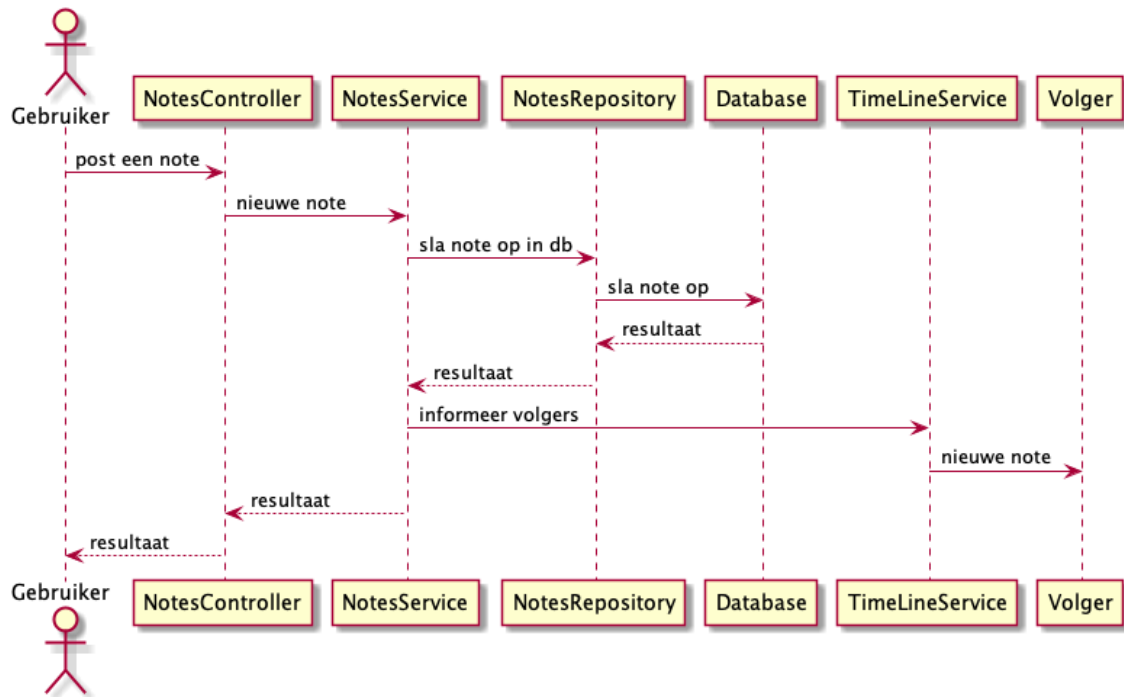 Gebruiker
NotesController
NotesService
NotesRepository
Database
TimeLineService
Volger
post een note
nieuwe note
sla note op in db
sla note op
resultaat
resultaat
informeer volgers
nieuwe note
resultaat
resultaat
Gebruiker
NotesController
NotesService
NotesRepository
Database
TimeLineService
Volger